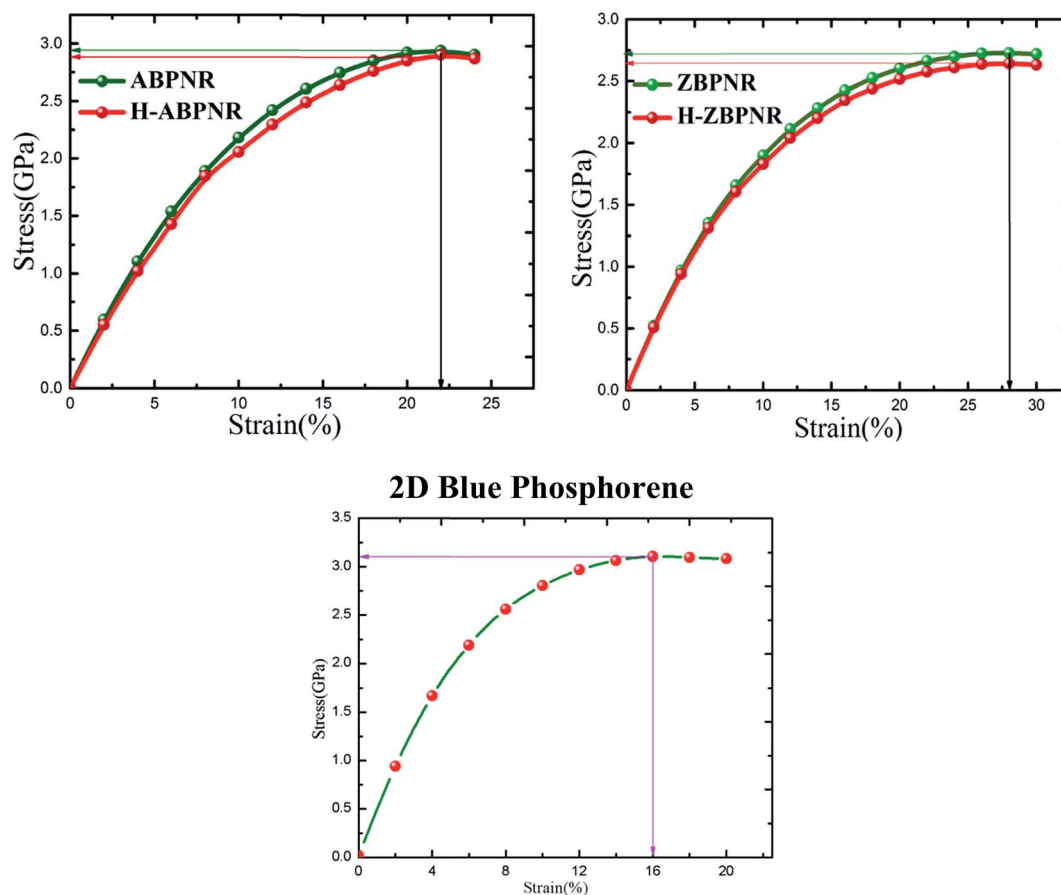 3.0
2.5
2.0
1.5
1.0
0.5
0.0
Stress(GPa)
ABPNR
H-ABPNR
0 5 10 15 20 25
Strain(%)
3.0
2.5
2.0
1.5
1.0
0.5
0.0
Stress(GPa)
ZBPNR
H-ZBPNR
0 5 10 15 20 25 30
Strain(%)
2D Blue Phosphorene
3.5
3.0
2.5
2.0
1.5
1.0
0.5
0.0
Stress(GPa)
0 4 8 12 16 20
Strain(%)